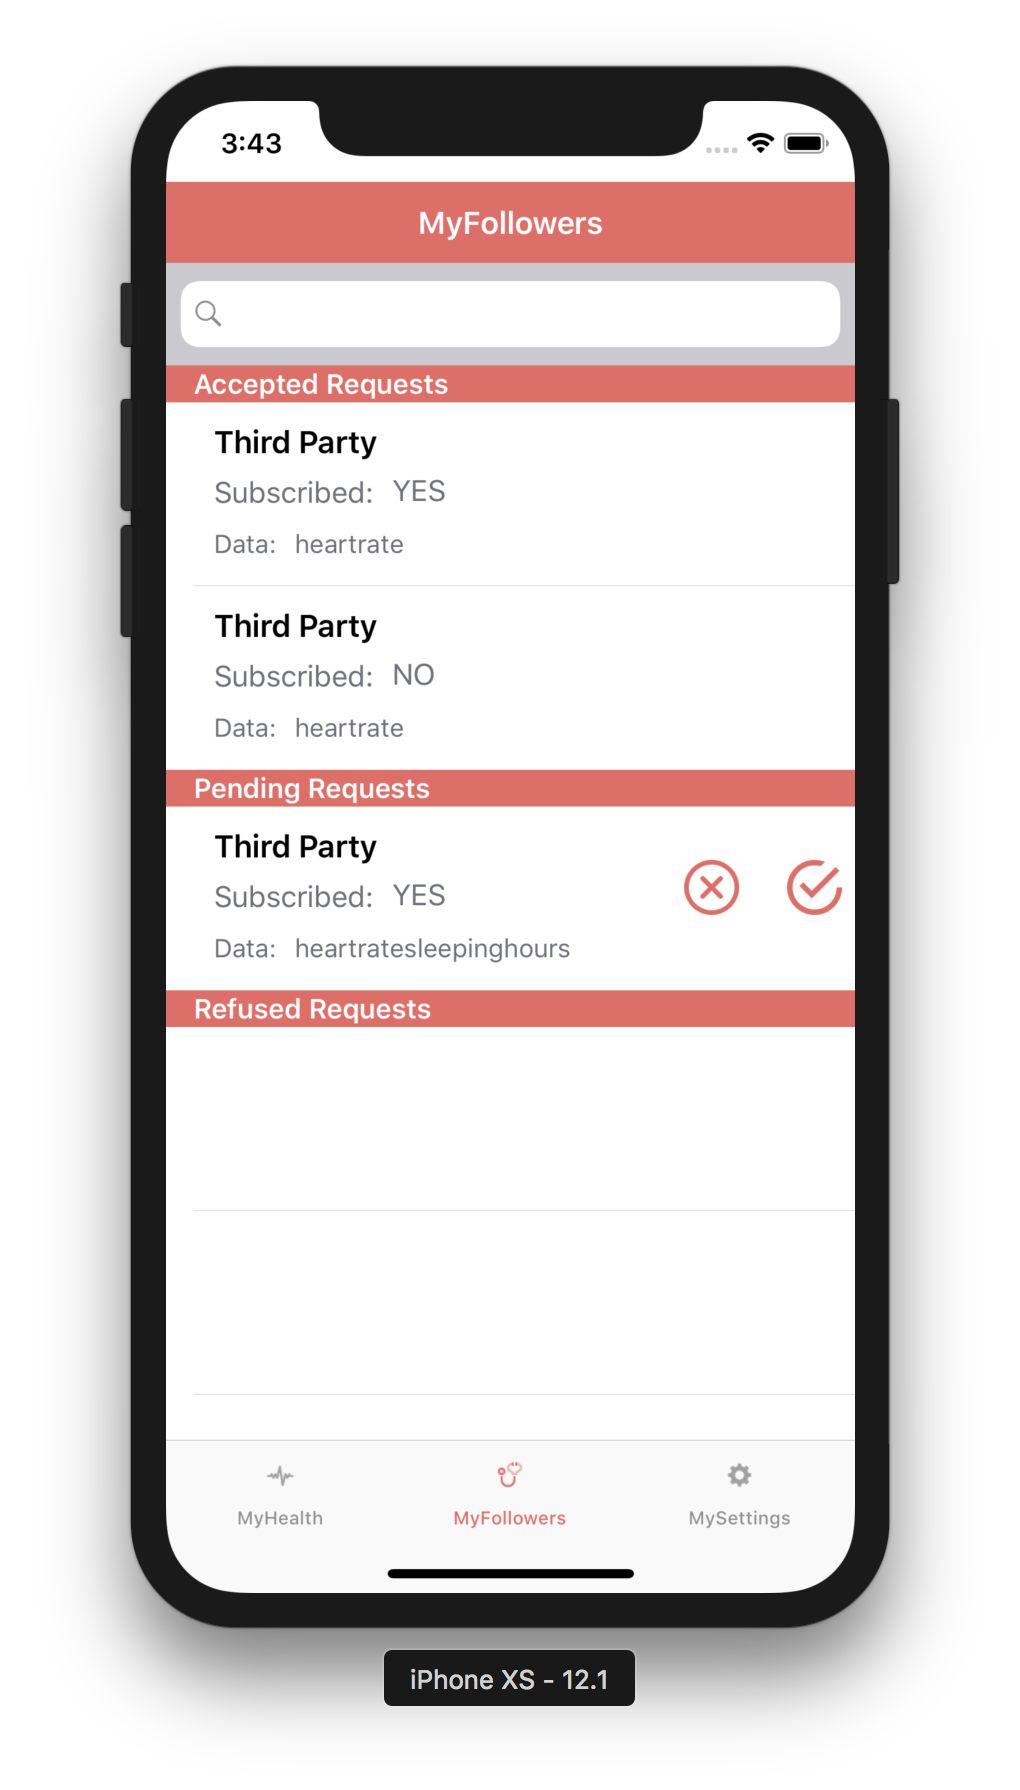 3:43
MyFollowers
Accepted Requests
Third Party
Subscribed: YES
Data: heartrate
Third Party
Subscribed: NO
Data: heartrate
Pending Requests
Third Party
Subscribed: YES
Data: heartratesleepinghours
Refused Requests
MyHealth MyFollowers MySettings
iPhone XS - 12.1